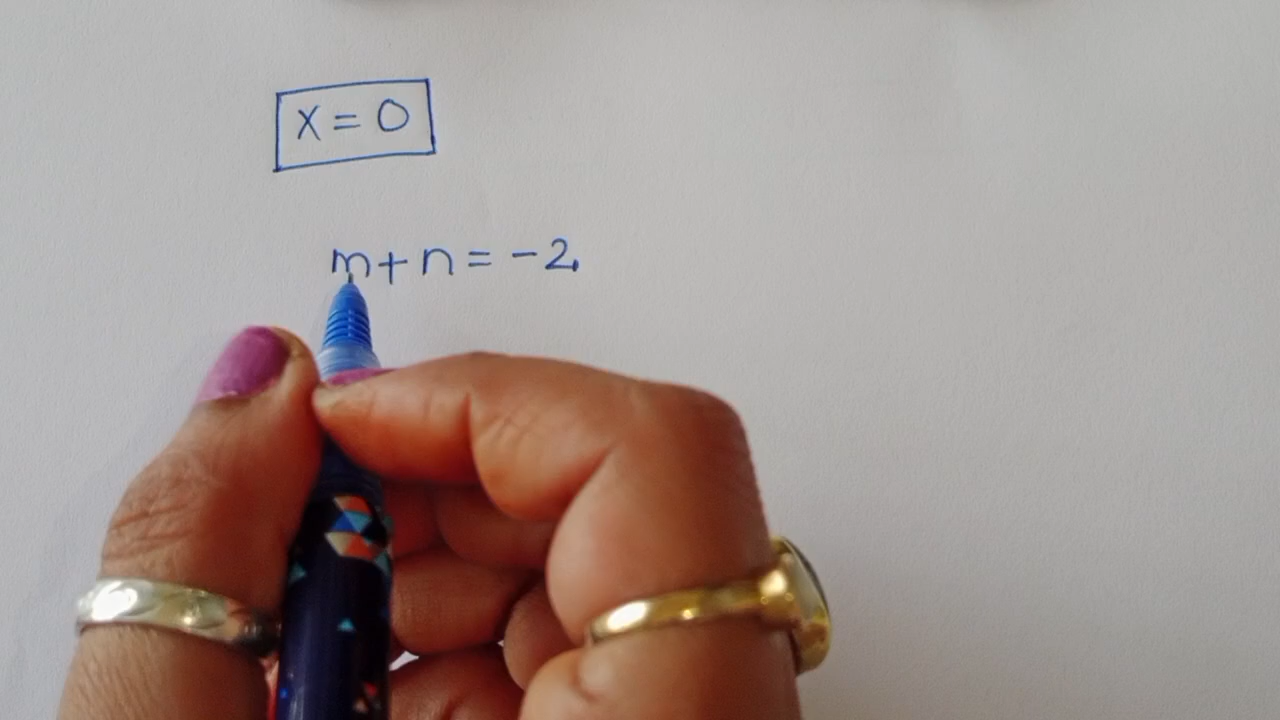 x = 0
m + n = -2